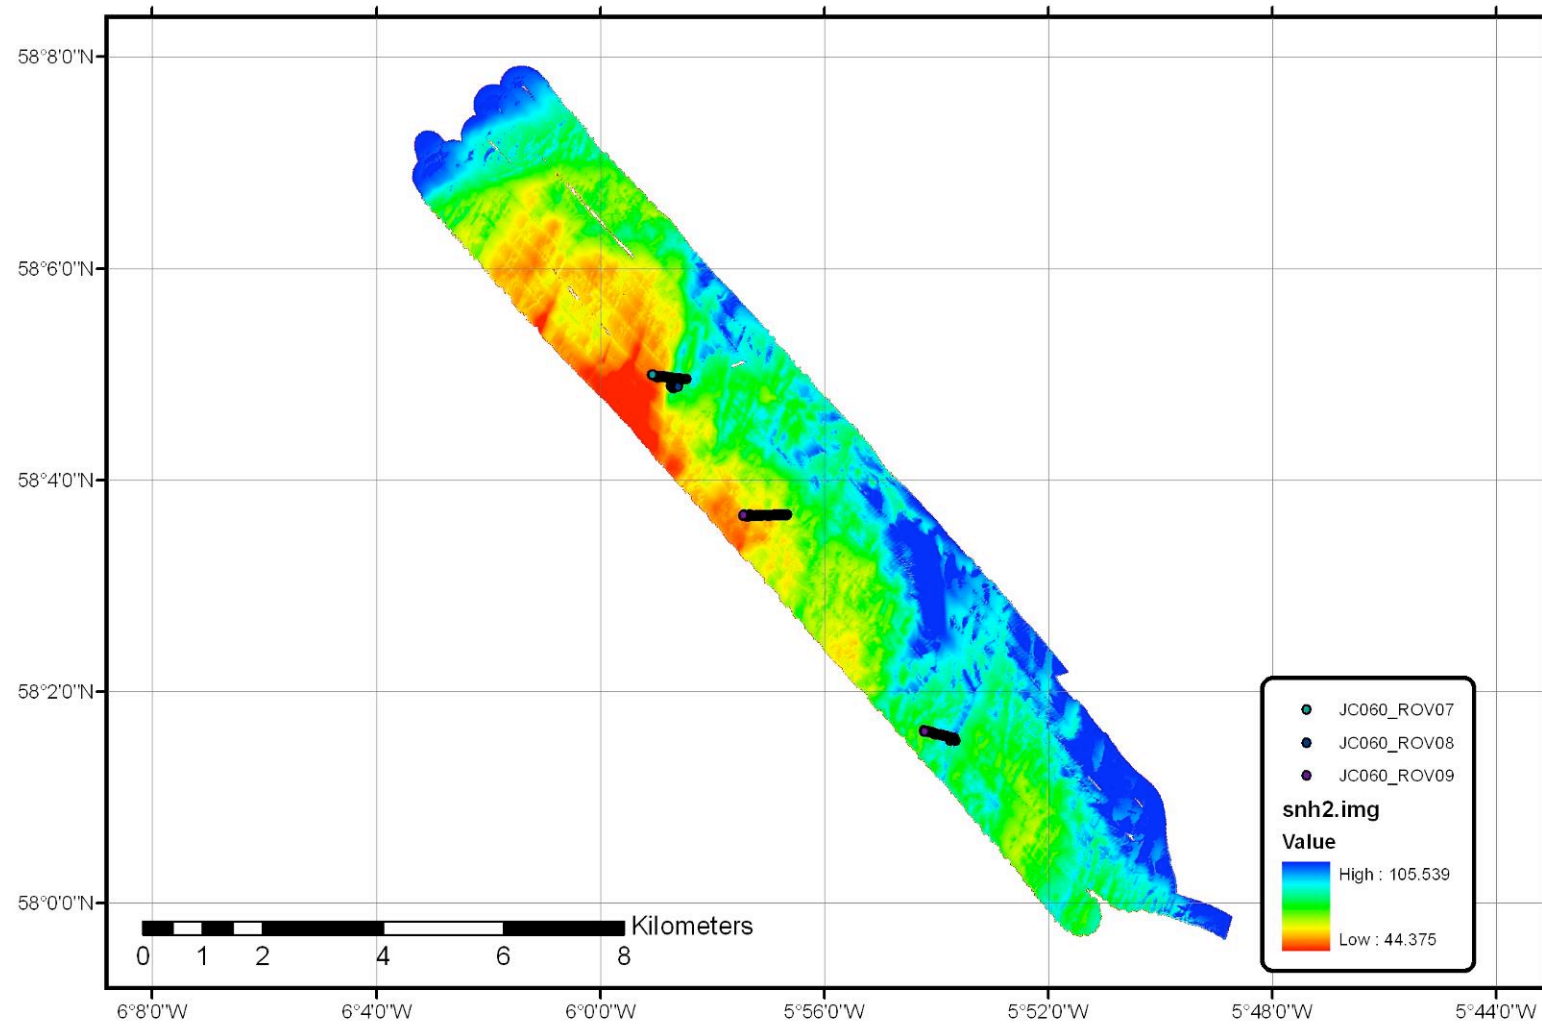 58°8'0"N
58°6'0"N
58°4'0"N
58°2'0"N
58°0'0"N
JC060_ROV07
JC060_ROV08
JC060_ROV09
snh2.img
Value
High : 105.539
Low : 44.375
Kilometers
0 1 2 4 6 8
6°8'0"W 6°4'0"W 6°0'0"W 5°56'0"W 5°52'0"W 5°48'0"W 5°44'0"W